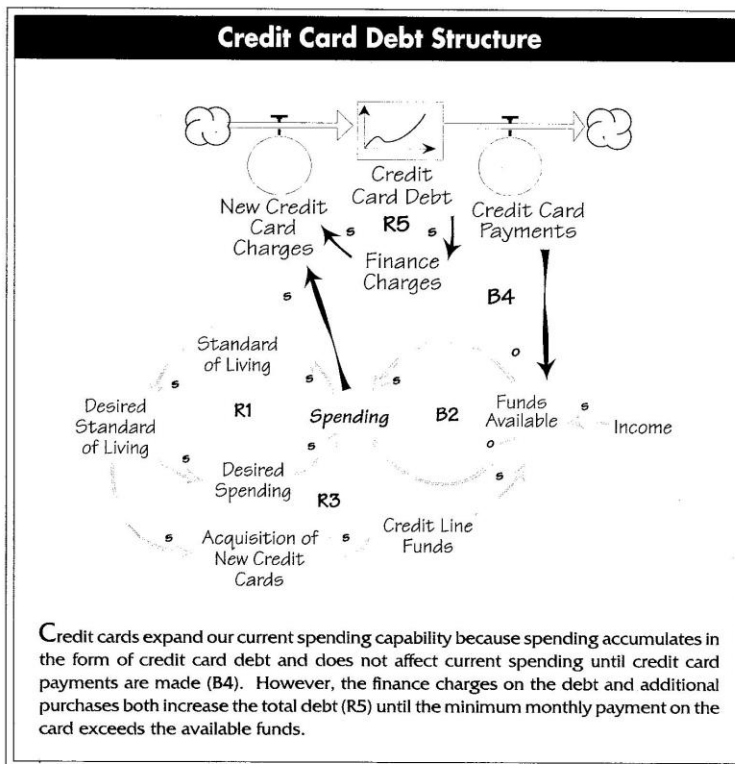 Credit Card Debt Structure
Credit
Card Debt
New Credit
Card
Charges
s
R5
s
Credit Card
Payments
Finance
Charges
B4
s
o
Standard
of Living
s
s
s
Desired
Standard
of Living
R1
Spending
B2
Funds
Available
s
Income
s
s
o
Desired
Spending
s
R3
s
Acquisition of
New Credit
Cards
s
Credit Line
Funds
Credit cards expand our current spending capability because spending accumulates in
the form of credit card debt and does not affect current spending until credit card
payments are made (B4). However, the finance charges on the debt and additional
purchases both increase the total debt (R5) until the minimum monthly payment on the
card exceeds the available funds.